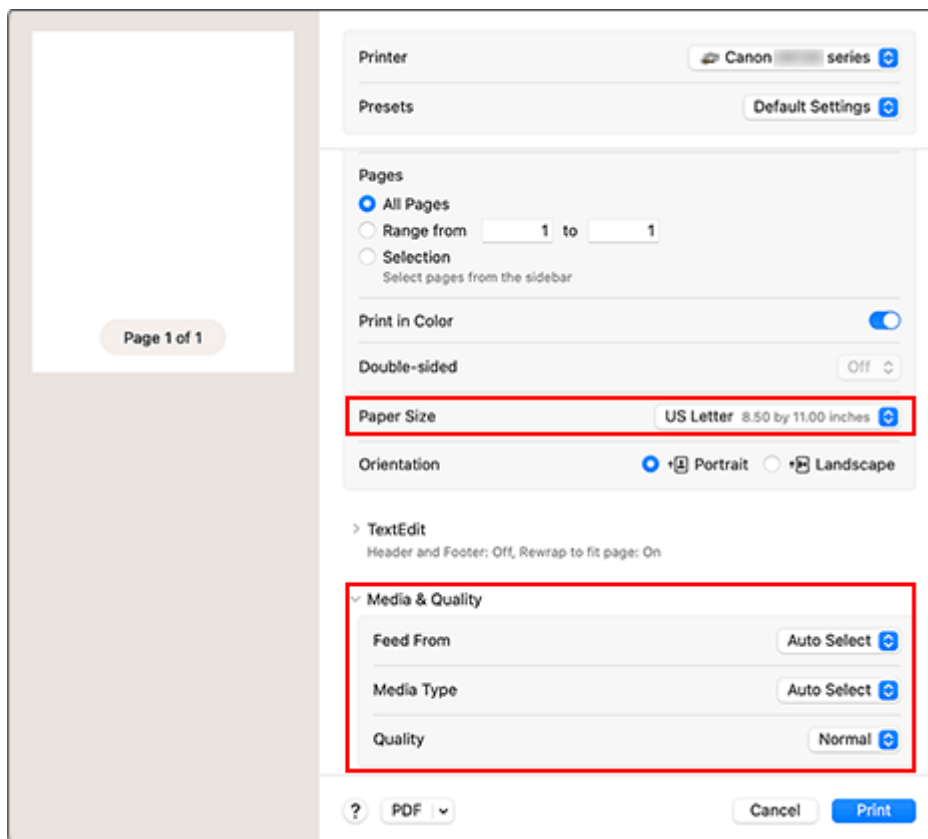 Page 1 of 1
Printer Canon series
Presets Default Settings
Pages
All Pages
Range from 1 to 1
Selection
Select pages from the sidebar
Print in Color
Double-sided Off
Paper Size US Letter 8.50 by 11.00 inches
Orientation Portrait Landscape
TextEdit
Header and Footer: Off, Rewrap to fit page: On
Media & Quality
Feed From Auto Select
Media Type Auto Select
Quality Normal
? PDF Cancel Print